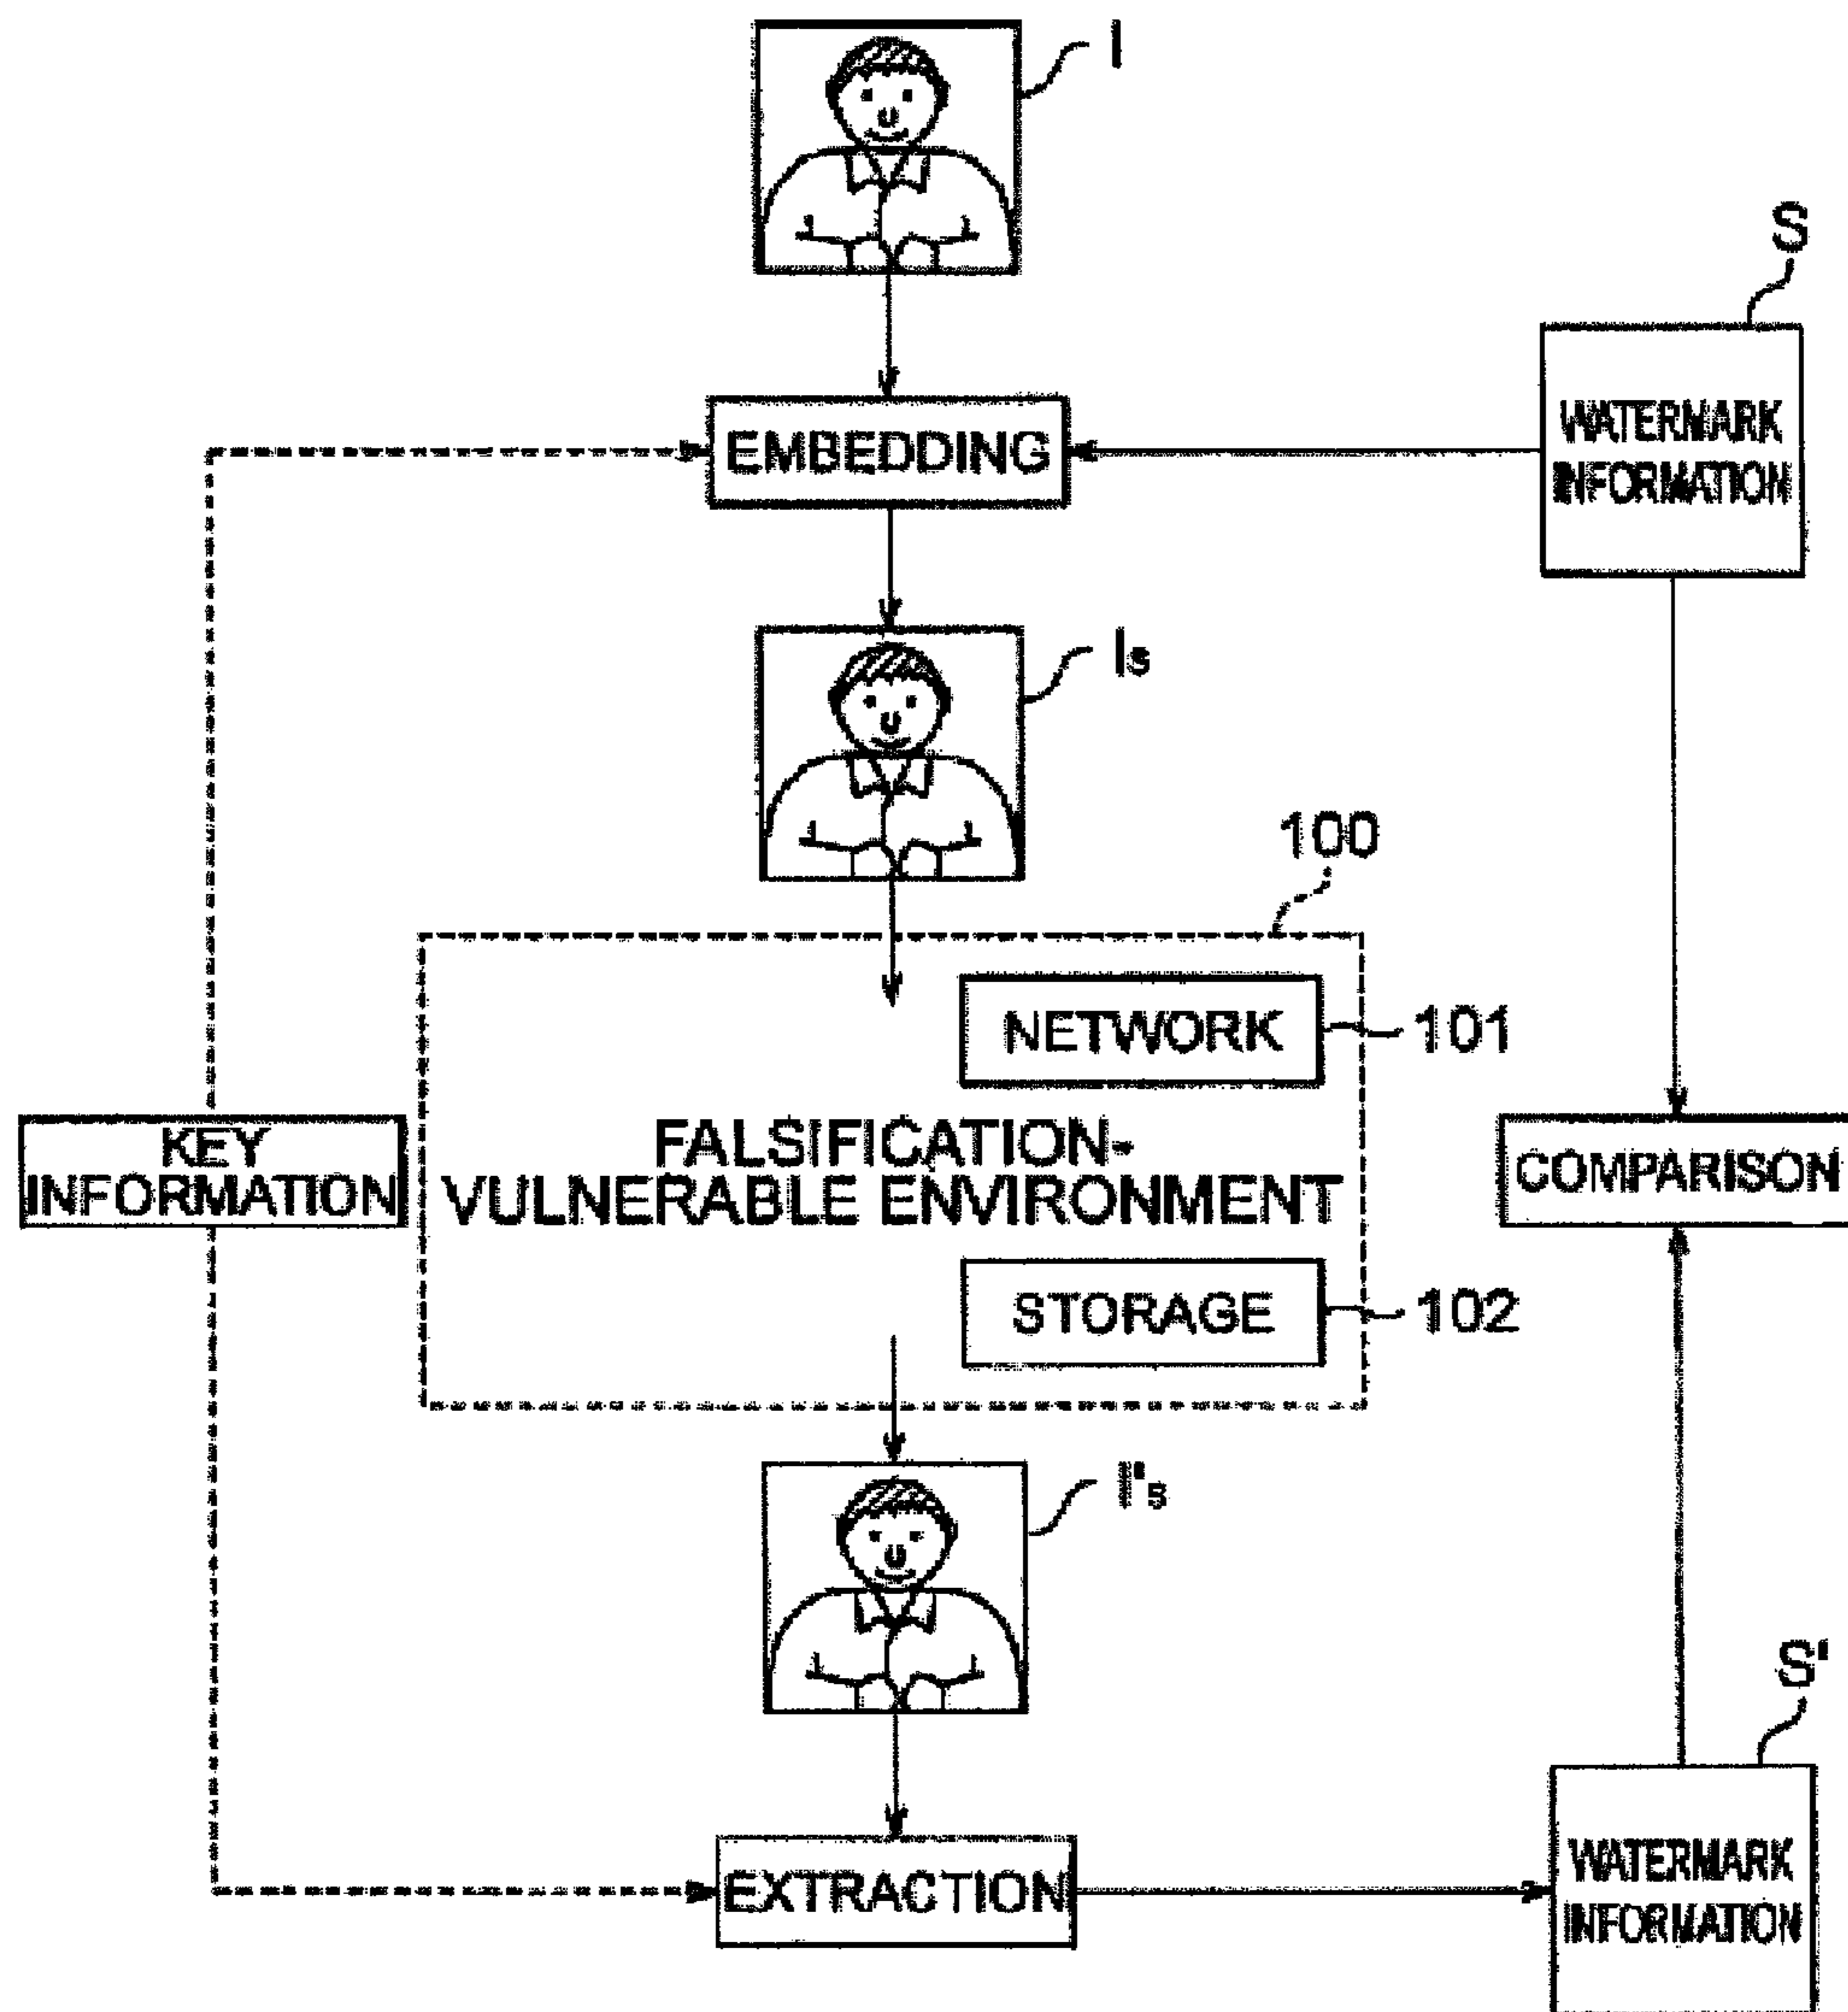 I
S
WATERMARK
INFORMATION
EMBEDDING
Is
100
NETWORK
101
KEY
INFORMATION
FALSIFICATION-
VULNERABLE ENVIRONMENT
COMPARISON
STORAGE
102
I's
S'
EXTRACTION
WATERMARK
INFORMATION